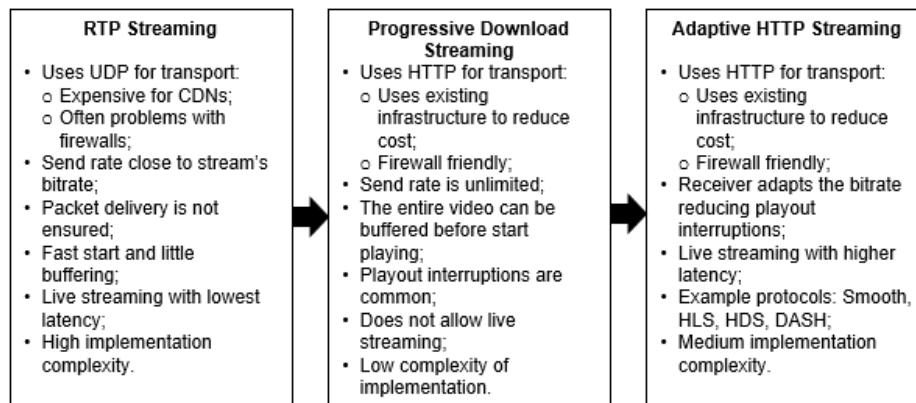 RTP Streaming
• Uses UDP for transport:
o Expensive for CDNs;
o Often problems with
firewalls;
• Send rate close to stream's
bitrate;
• Packet delivery is not
ensured;
• Fast start and little
buffering;
• Live streaming with lowest
latency;
• High implementation
complexity.
Progressive Download
Streaming
• Uses HTTP for transport:
o Uses existing
infrastructure to reduce
cost;
o Firewall friendly;
• Send rate is unlimited;
• The entire video can be
buffered before start
playing;
• Playout interruptions are
common;
• Does not allow live
streaming;
• Low complexity of
implementation.
Adaptive HTTP Streaming
• Uses HTTP for transport:
o Uses existing
infrastructure to reduce
cost;
o Firewall friendly;
• Receiver adapts the bitrate
reducing playout
interruptions;
• Live streaming with higher
latency;
• Example protocols: Smooth,
HLS, HDS, DASH;
• Medium implementation
complexity.